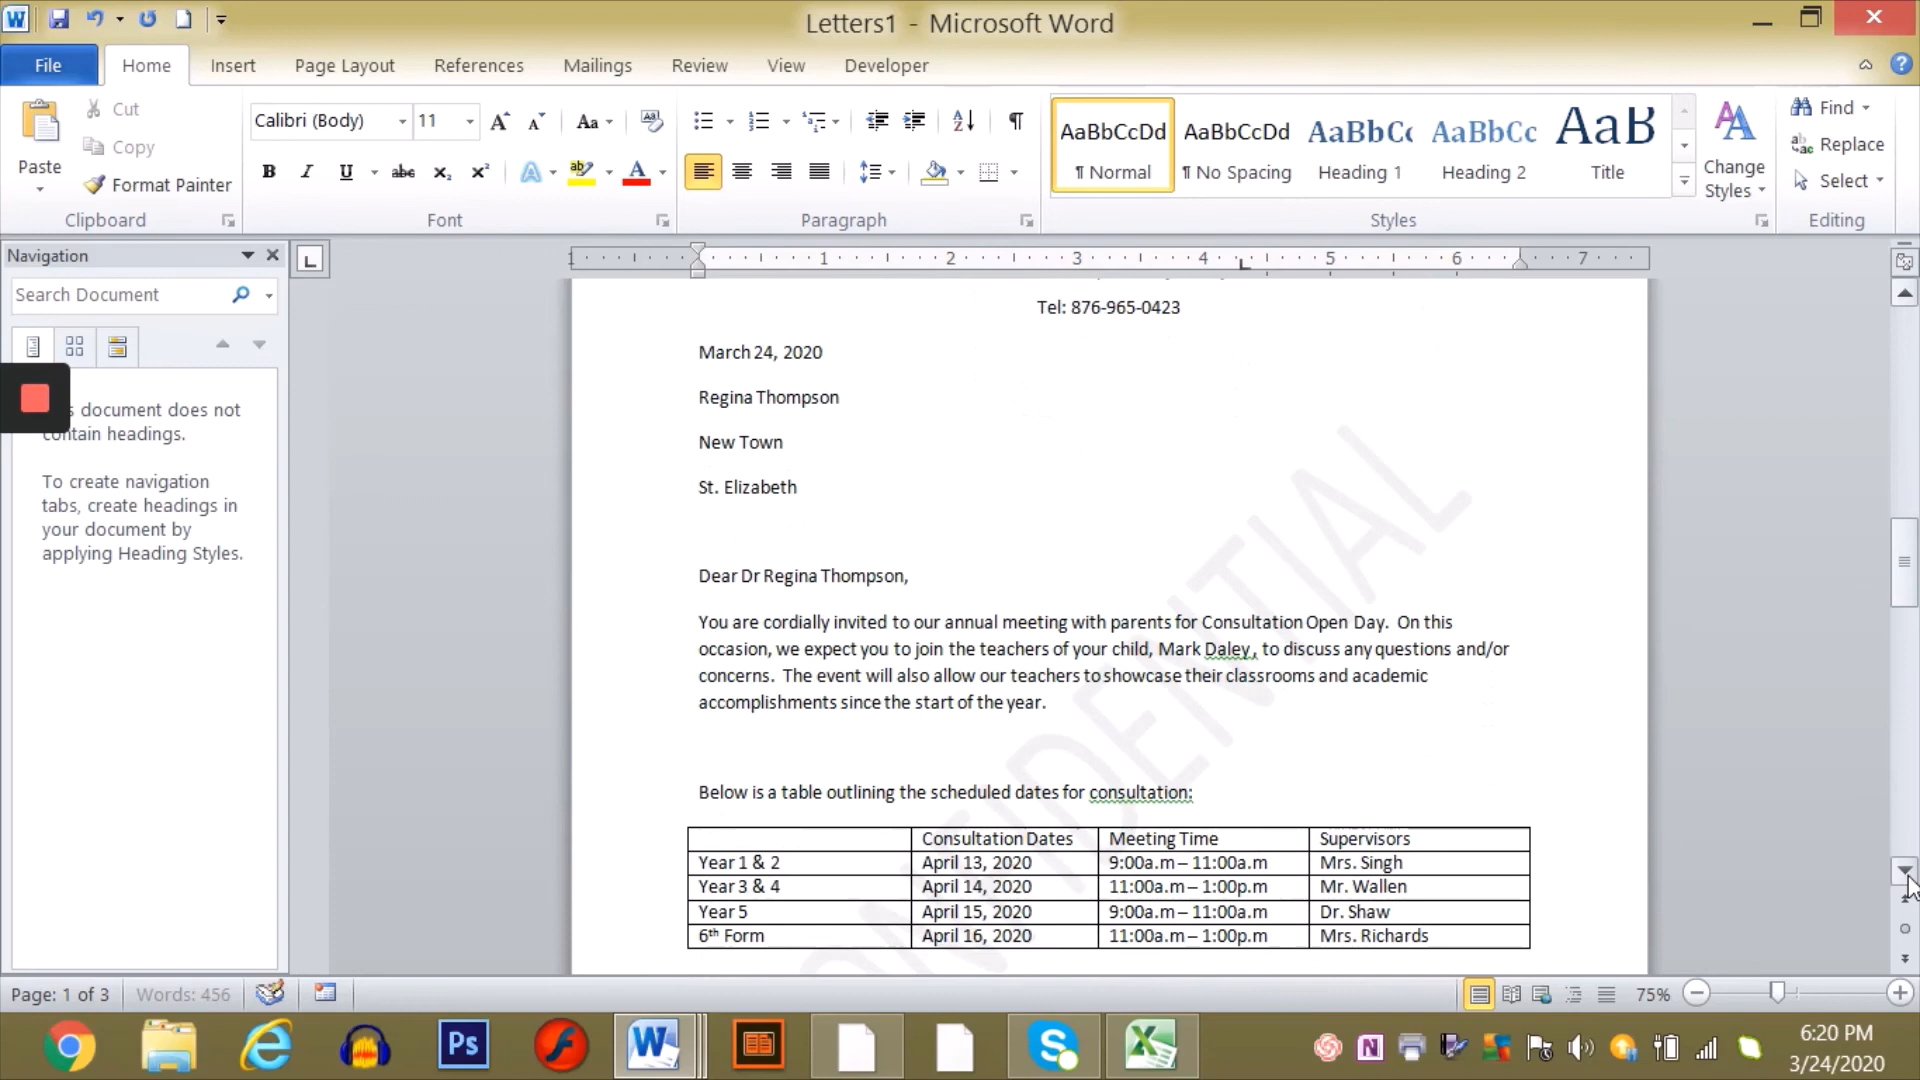 Letters1 - Microsoft Word
File Home Insert Page Layout References Mailings Review View Developer
Paste
Cut
Copy
Format Painter
Clipboard
Calibri (Body) 11
Font
Paragraph
AaBbCcDd AaBbCcDd AaBbCc AaBbCc AaB
¶ Normal ¶ No Spacing Heading 1 Heading 2 Title
Change
Styles
Styles
Find
Replace
Select
Editing
Navigation
Search Document
document does not
contain headings.
To create navigation
tabs, create headings in
your document by
applying Heading Styles.
1 1 2 3 4 5 6 7
Tel: 876-965-0423
March 24, 2020
Regina Thompson
New Town
St. Elizabeth
Dear Dr Regina Thompson,
You are cordially invited to our annual meeting with parents for Consultation Open Day. On this
occasion, we expect you to join the teachers of your child, Mark Daley , to discuss any questions and/or
concerns. The event will also allow our teachers to showcase their classrooms and academic
accomplishments since the start of the year.
Below is a table outlining the scheduled dates for consultation:
Consultation Dates Meeting Time Supervisors
Year 1 & 2 April 13, 2020 9:00a.m – 11:00a.m Mrs. Singh
Year 3 & 4 April 14, 2020 11:00a.m – 1:00p.m Mr. Wallen
Year 5 April 15, 2020 9:00a.m – 11:00a.m Dr. Shaw
6th Form April 16, 2020 11:00a.m – 1:00p.m Mrs. Richards
ONFIDENTIAL
Page: 1 of 3 Words: 456 75%
Ps
6:20 PM
3/24/2020